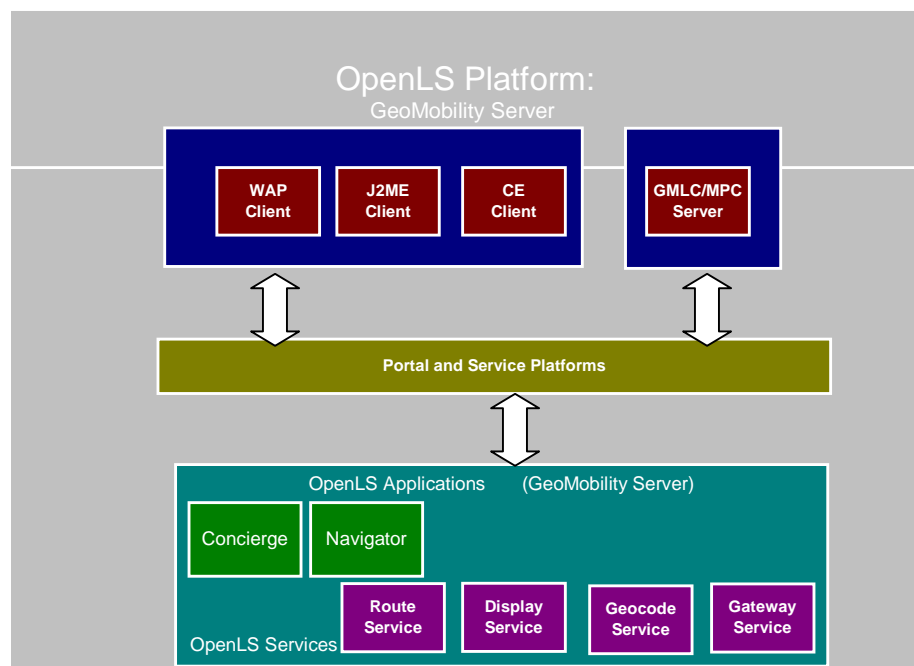 OpenLS Platform:
GeoMobility Server
WAP
Client
J2ME
Client
CE
Client
GMLC/MPC
Server
Portal and Service Platforms
OpenLS Applications (GeoMobility Server)
Concierge
Navigator
Route
Service
Display
Service
Geocode
Service
Gateway
Service
OpenLS Services